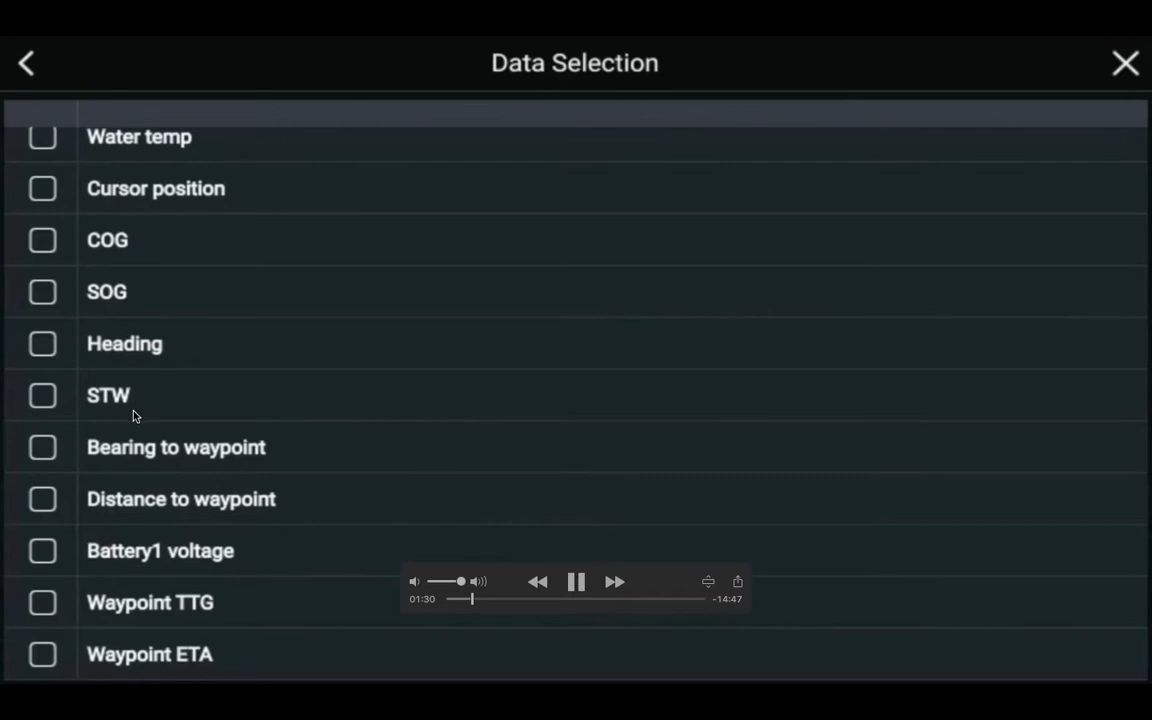 Data Selection
Water temp
Cursor position
COG
SOG
Heading
STW
Bearing to waypoint
Distance to waypoint
Battery1 voltage
Waypoint TTG
Waypoint ETA
01:30
-14:47